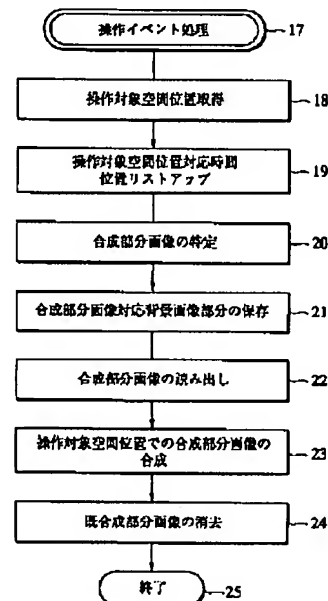 操作イベント処理
17
操作対象空間位置取得
18
操作対象空間位置対応時間
位置リストアップ
19
合成部分画像の特定
20
合成部分画像対応背景画像部分の保存
21
合成部分画像の読み出し
22
操作対象空間位置での合成部分画像の
合成
23
既合成部分画像の消去
24
終了
25